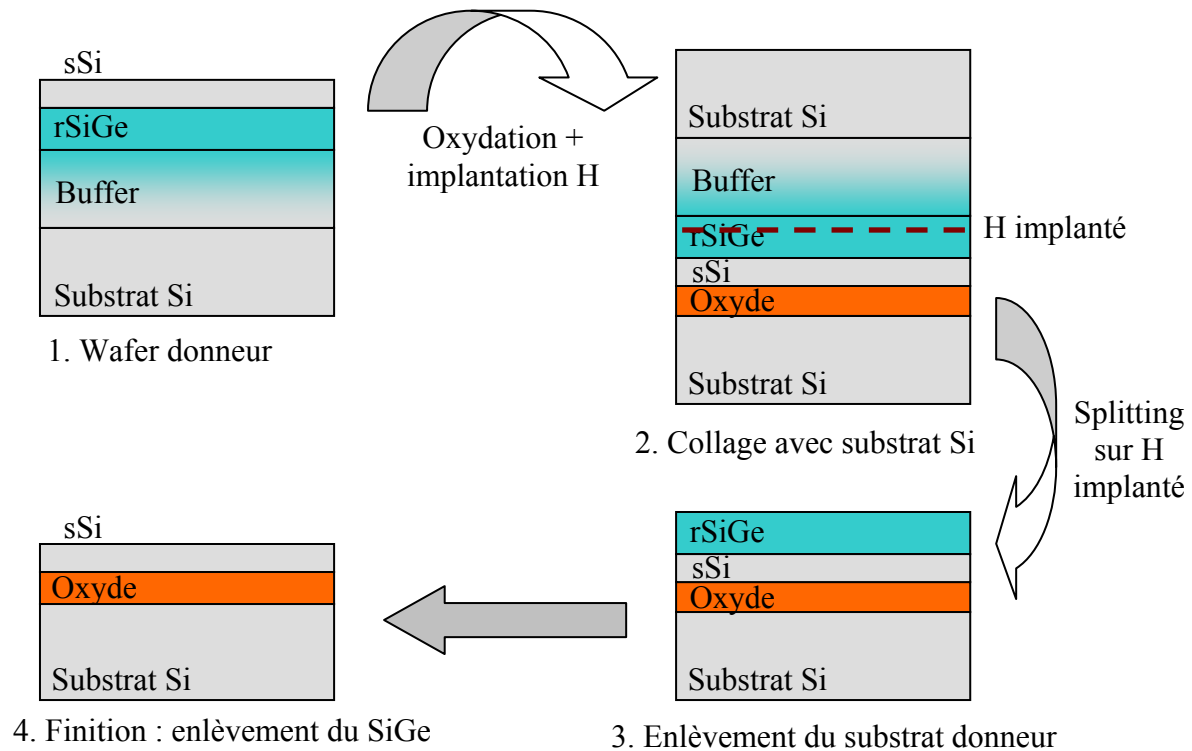 sSi
rSiGe
Buffer
Substrat Si
1. Wafer donneur
Oxydation +
implantation H
Substrat Si
Buffer
rSiGe
H implanté
sSi
Oxyde
Substrat Si
2. Collage avec substrat Si
Splitting
sur H
implanté
rSiGe
sSi
Oxyde
Substrat Si
3. Enlèvement du substrat donneur
sSi
Oxyde
Substrat Si
4. Finition : enlèvement du SiGe